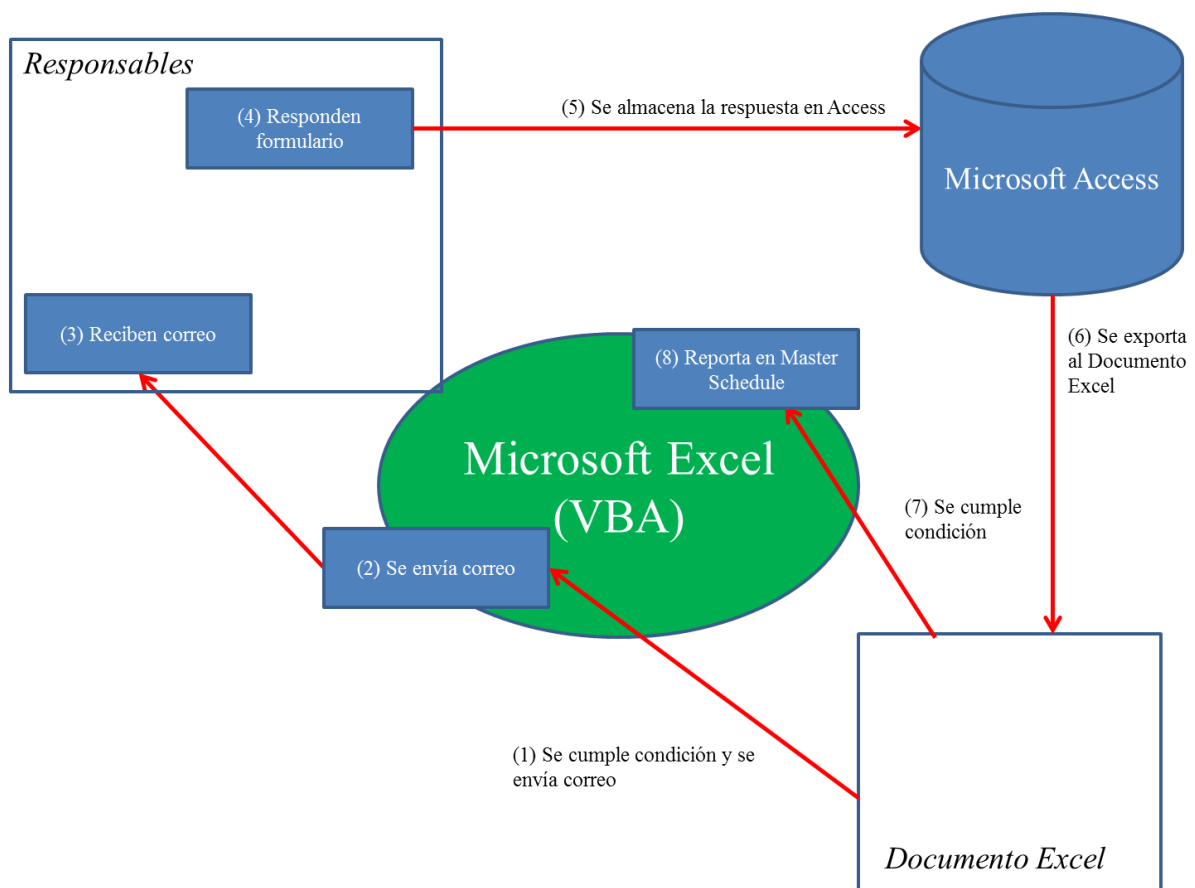 Responsables
(4) Responden
formulario
(5) Se almacena la respuesta en Access
Microsoft Access
(3) Reciben correo
(6) Se exporta
al Documento
Excel
(8) Reporta en Master
Schedule
Microsoft Excel
(VBA)
(7) Se cumple
condición
(2) Se envía correo
(1) Se cumple condición y se
envía correo
Documento Excel